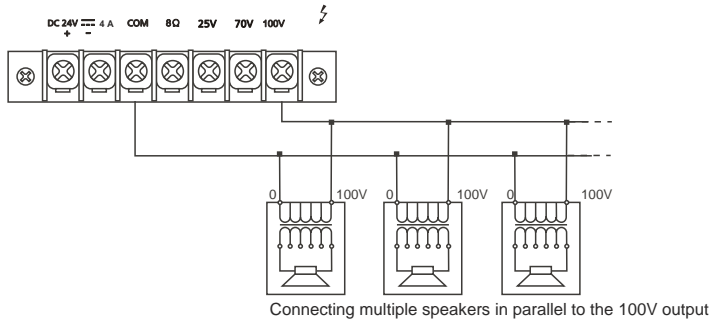 DC 24V 4 A COM 8Ω 25V 70V 100V
+ -
0 100V 0 100V 0 100V
Connecting multiple speakers in parallel to the 100V output